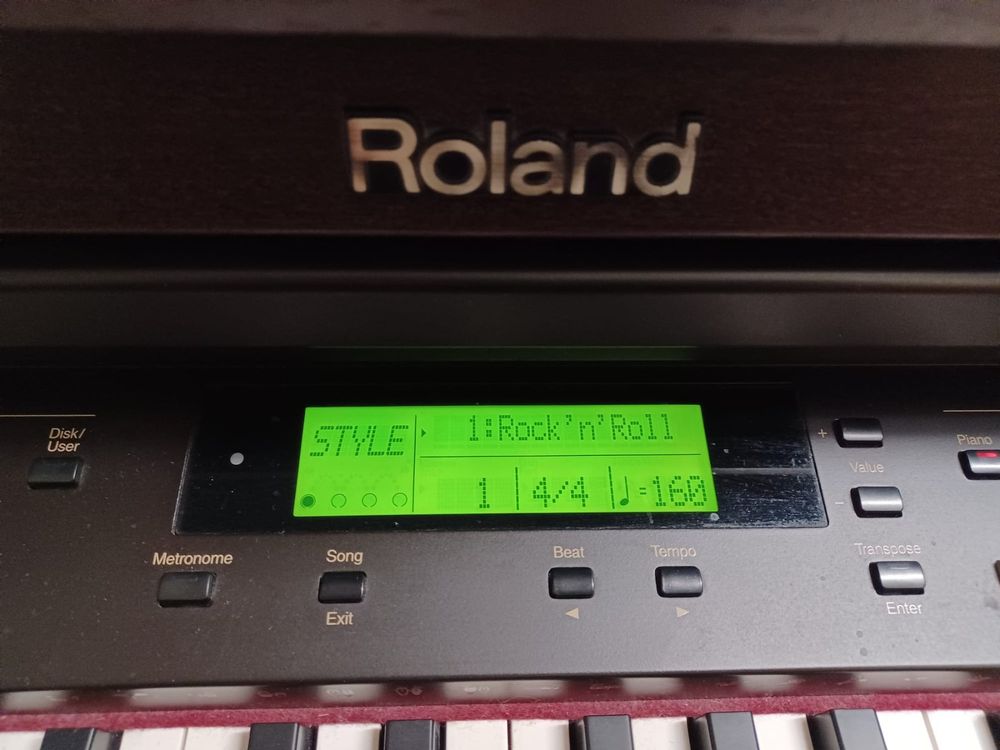 Roland
Disk/
User
STYLE
1:Rock'n'Roll
1 4/4 ♩=160
+
Value
-
Piano
Metronome
Song
Exit
Beat
◀
Tempo
▶
Transpose
Enter